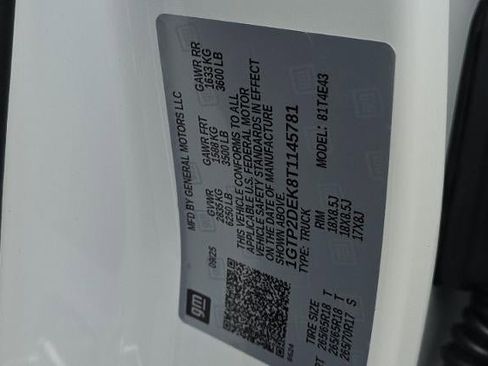 gm
MFD BY GENERAL MOTORS LLC
09/25 GVWR GAWR FRT GAWR RR
2835 KG 1588 KG 1633 KG
6250 LB 3500 LB 3600 LB
THIS VEHICLE CONFORMS TO ALL
APPLICABLE U.S. FEDERAL MOTOR
VEHICLE SAFETY STANDARDS IN EFFECT
ON THE DATE OF MANUFACTURE
SHOWN ABOVE.
1GTP2DEK8T1145781
TYPE: TRUCK MODEL: 81T4E43
TIRE SIZE RIM
265/65R18 T 18X8.5J
265/65R18 T 18X8.5J
265/70R17 S 17X8J